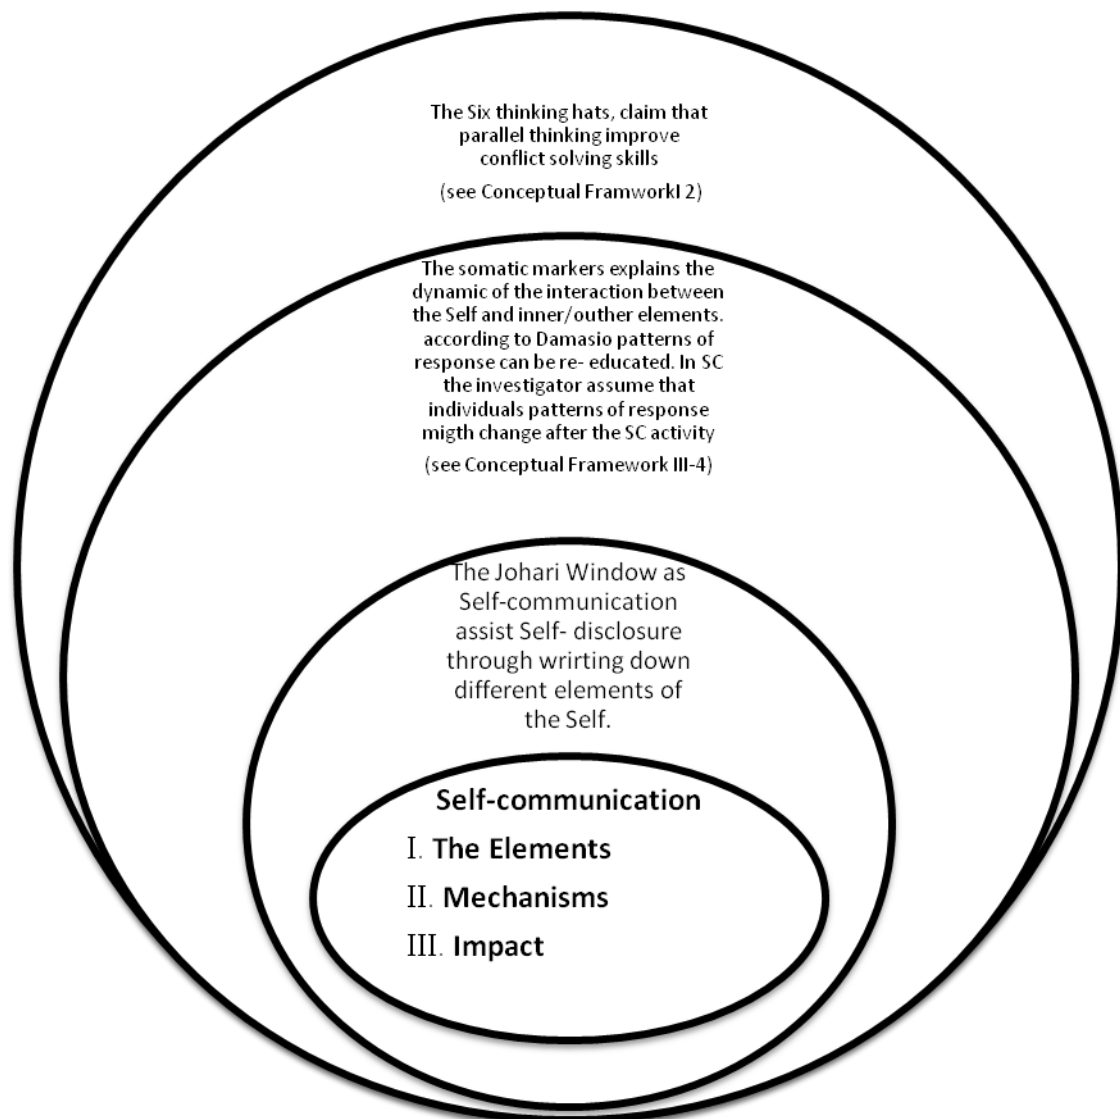 The Six thinking hats, claim that
parallel thinking improve
conflict solving skills
(see Conceptual FramworkI 2)
The somatic markers explains the
dynamic of the interaction between
the Self and inner/outher elements.
according to Damasio patterns of
response can be re- educated. In SC
the investigator assume that
individuals patterns of response
migth change after the SC activity
(see Conceptual Framework III-4)
The Johari Window as
Self-communication
assist Self- disclosure
through wrirting down
different elements of
the Self.
Self-communication
I. The Elements
II. Mechanisms
III. Impact